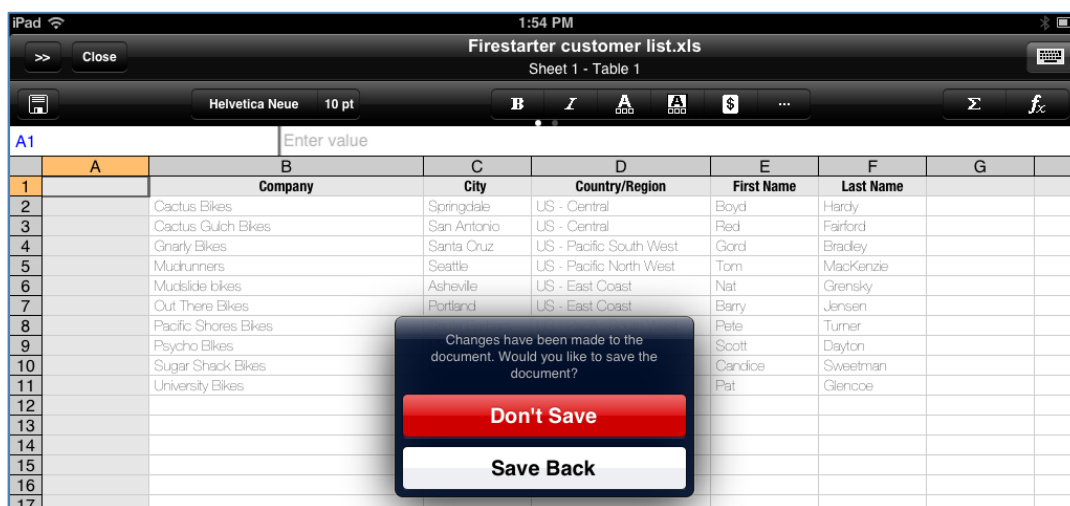 iPad 1:54 PM
>> Close Firestarter customer list.xls
Sheet 1 - Table 1
Helvetica Neue 10 pt B I A A $ ... Σ fx
A1 Enter value
A B C D E F G
1 Company City Country/Region First Name Last Name
2 Cactus Bikes Springdale US - Central Boyd Hardy
3 Cactus Gulch Bikes San Antonio US - Central Red Fairford
4 Gnarly Bikes Santa Cruz US - Pacific South West Gord Bradley
5 Mudrunners Seattle US - Pacific North West Tom MacKenzie
6 Mudslide bikes Asheville US - East Coast Nat Grensky
7 Out There Bikes Portland US - East Coast Barry Jensen
8 Pacific Shores Bikes Pete Turner
9 Psycho Bikes Scott Dayton
10 Sugar Shack Bikes Candice Sweetman
11 University Bikes Pat Glencoe
12
13
14
15
16
17
Changes have been made to the
document. Would you like to save the
document?
Don't Save
Save Back